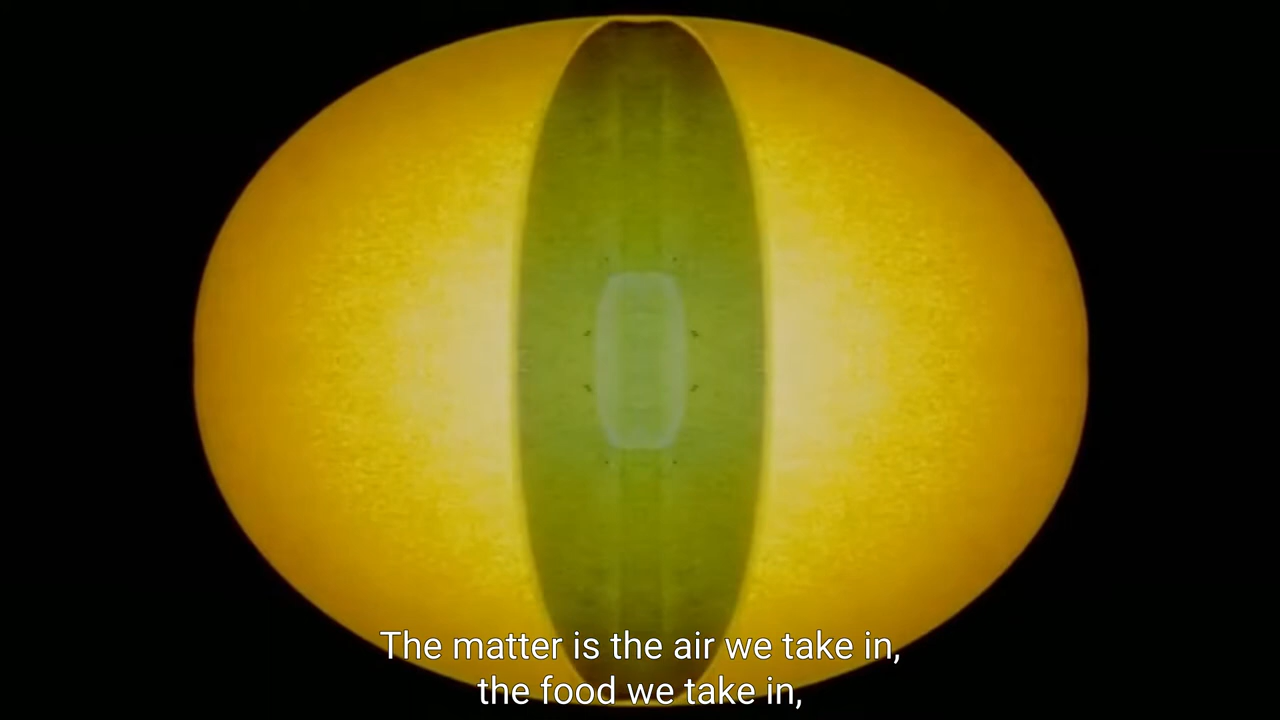 The matter is the air we take in,
the food we take in,